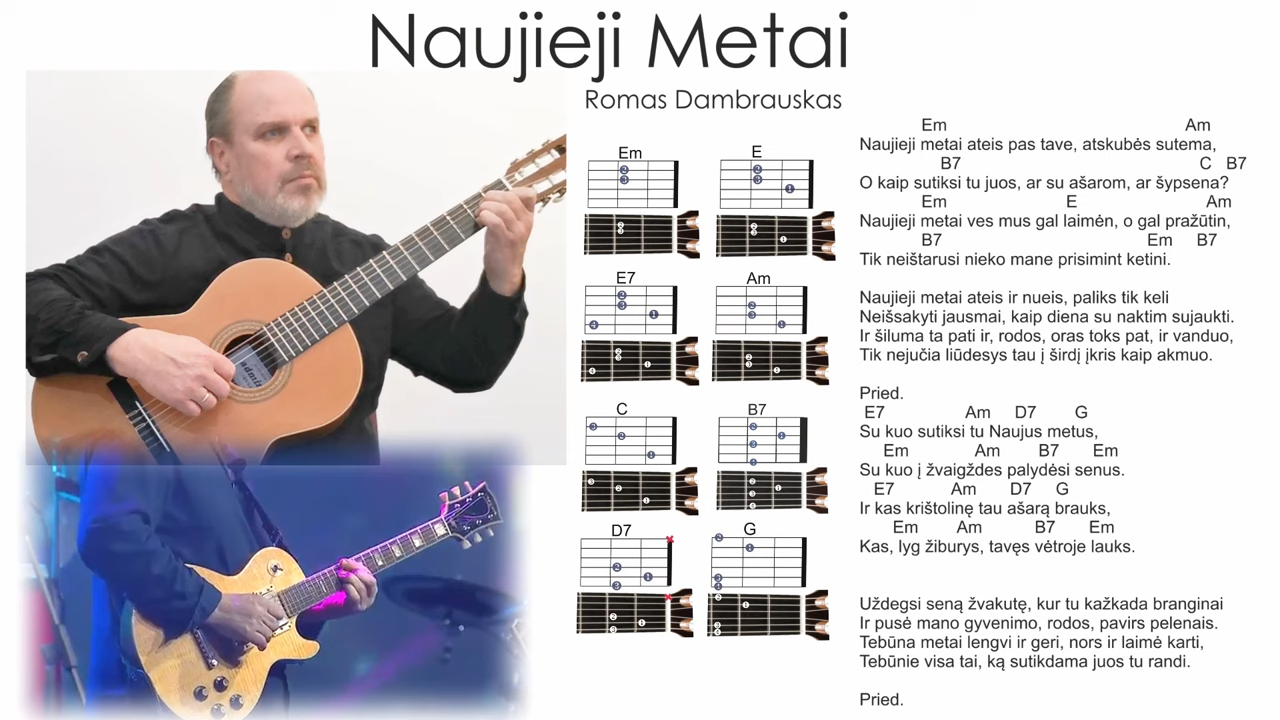 Naujieji Metai
Romas Dambrauskas
Em
E
E7
Am
C
B7
D7
G
Em Am
Naujieji metai ateis pas tave, atskubės sutema,
B7 C B7
O kaip sutiksi tu juos, ar su ašarom, ar šypsena?
Em E Am
Naujieji metai ves mus gal laimėn, o gal pražūtin,
B7 Em B7
Tik neištarusi nieko mane prisimint ketini.
Naujieji metai ateis ir nueis, paliks tik keli
Neišsakyti jausmai, kaip diena su naktim sujaukti.
Ir šiluma ta pati ir, rodos, oras toks pat, ir vanduo,
Tik nejučia liūdesys tau į širdį įkris kaip akmuo.
Pried.
E7 Am D7 G
Su kuo sutiksi tu Naujus metus,
Em Am B7 Em
Su kuo į žvaigždes palydėsi senus.
E7 Am D7 G
Ir kas krištolinę tau ašarą brauks,
Em Am B7 Em
Kas, lyg žiburys, tavęs vėtroje lauks.
Uždegsi seną žvakutę, kur tu kažkada branginai
Ir pusė mano gyvenimo, rodos, pavirs pelenais.
Tebūna metai lengvi ir geri, nors ir laimė karti,
Tebūnie visa tai, ką sutikdama juos tu randi.
Pried.